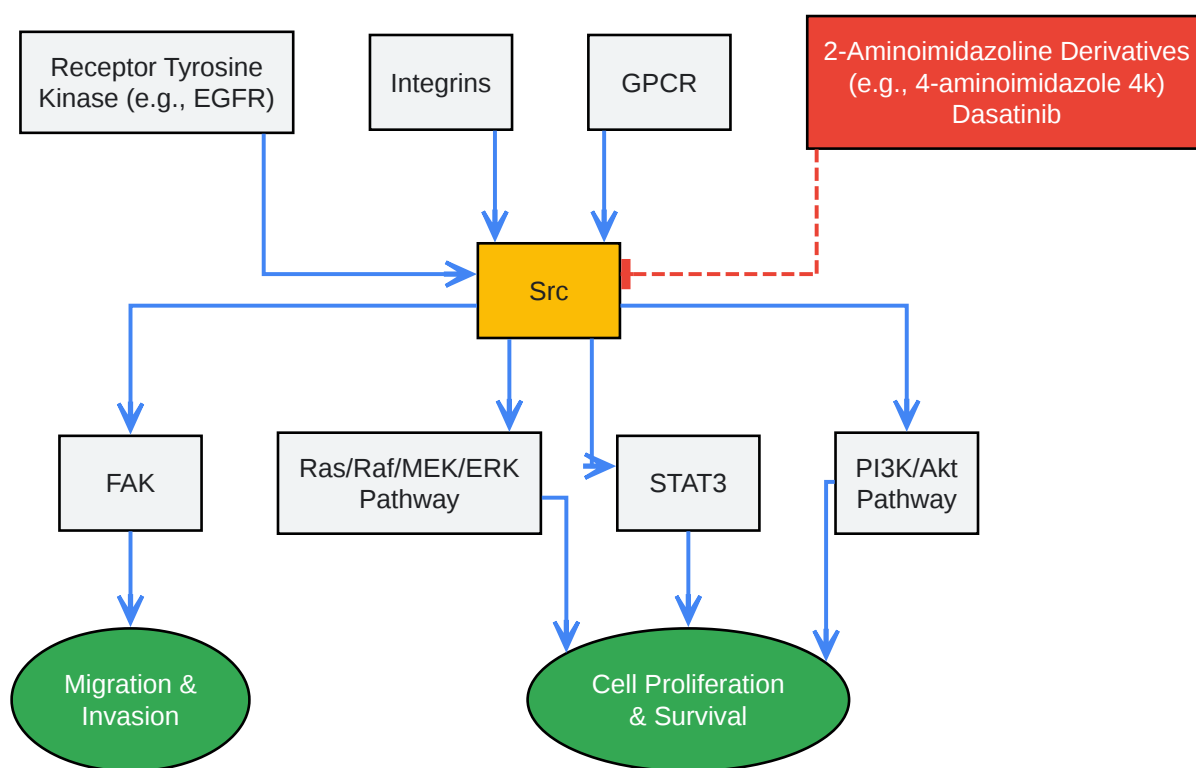 Receptor Tyrosine
Kinase (e.g., EGFR)
Integrins
GPCR
2-Aminoimidazoline Derivatives
(e.g., 4-aminoimidazole 4k)
Dasatinib
Src
FAK
Ras/Raf/MEK/ERK
Pathway
STAT3
PI3K/Akt
Pathway
Migration &
Invasion
Cell Proliferation
& Survival